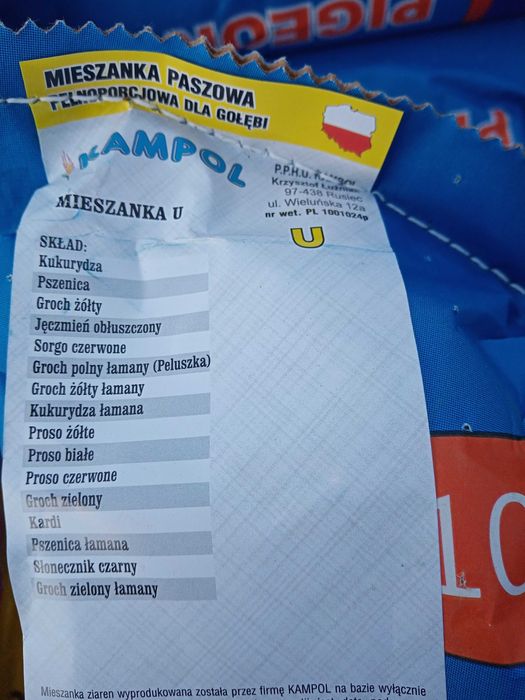 PIGEON
MIESZANKA PASZOWA
PEŁNOPORCJOWA DLA GOŁĘBI
KAMPOL
P.P.H.U.
Krzysztof
97-438 Rusiec
ul. Wieluńska 12a
nr wet. PL 1001024p
MIESZANKA U
U
SKŁAD:
Kukurydza
Pszenica
Groch żółty
Jęczmień obłuszczony
Sorgo czerwone
Groch polny łamany (Peluszka)
Groch żółty łamany
Kukurydza łamana
Proso żółte
Proso białe
Proso czerwone
Groch zielony
Kardi
Pszenica łamana
Słonecznik czarny
Groch zielony łamany
10
Mieszanka ziaren wyprodukowana została przez firmę KAMPOL na bazie wyłącznie